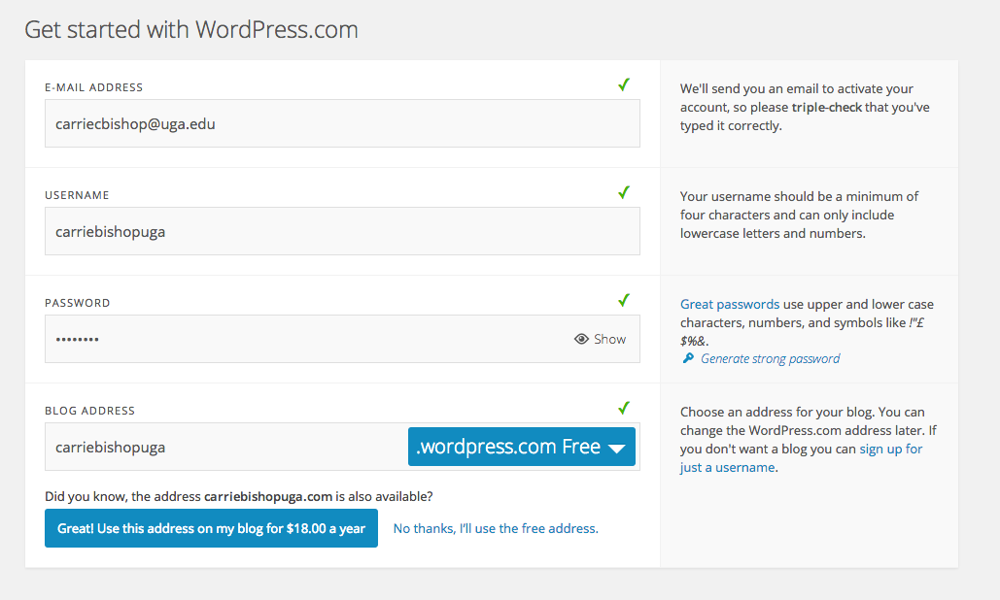 Get started with WordPress.com
E-MAIL ADDRESS
carriecbishop@uga.edu
We'll send you an email to activate your
account, so please triple-check that you've
typed it correctly.
USERNAME
carriebishopuga
Your username should be a minimum of
four characters and can only include
lowercase letters and numbers.
PASSWORD
••••••••
Show
Great passwords use upper and lower case
characters, numbers, and symbols like !"£
$%&.
Generate strong password
BLOG ADDRESS
carriebishopuga
.wordpress.com Free
Choose an address for your blog. You can
change the WordPress.com address later. If
you don't want a blog you can sign up for
just a username.
Did you know, the address carriebishopuga.com is also available?
Great! Use this address on my blog for $18.00 a year
No thanks, I'll use the free address.